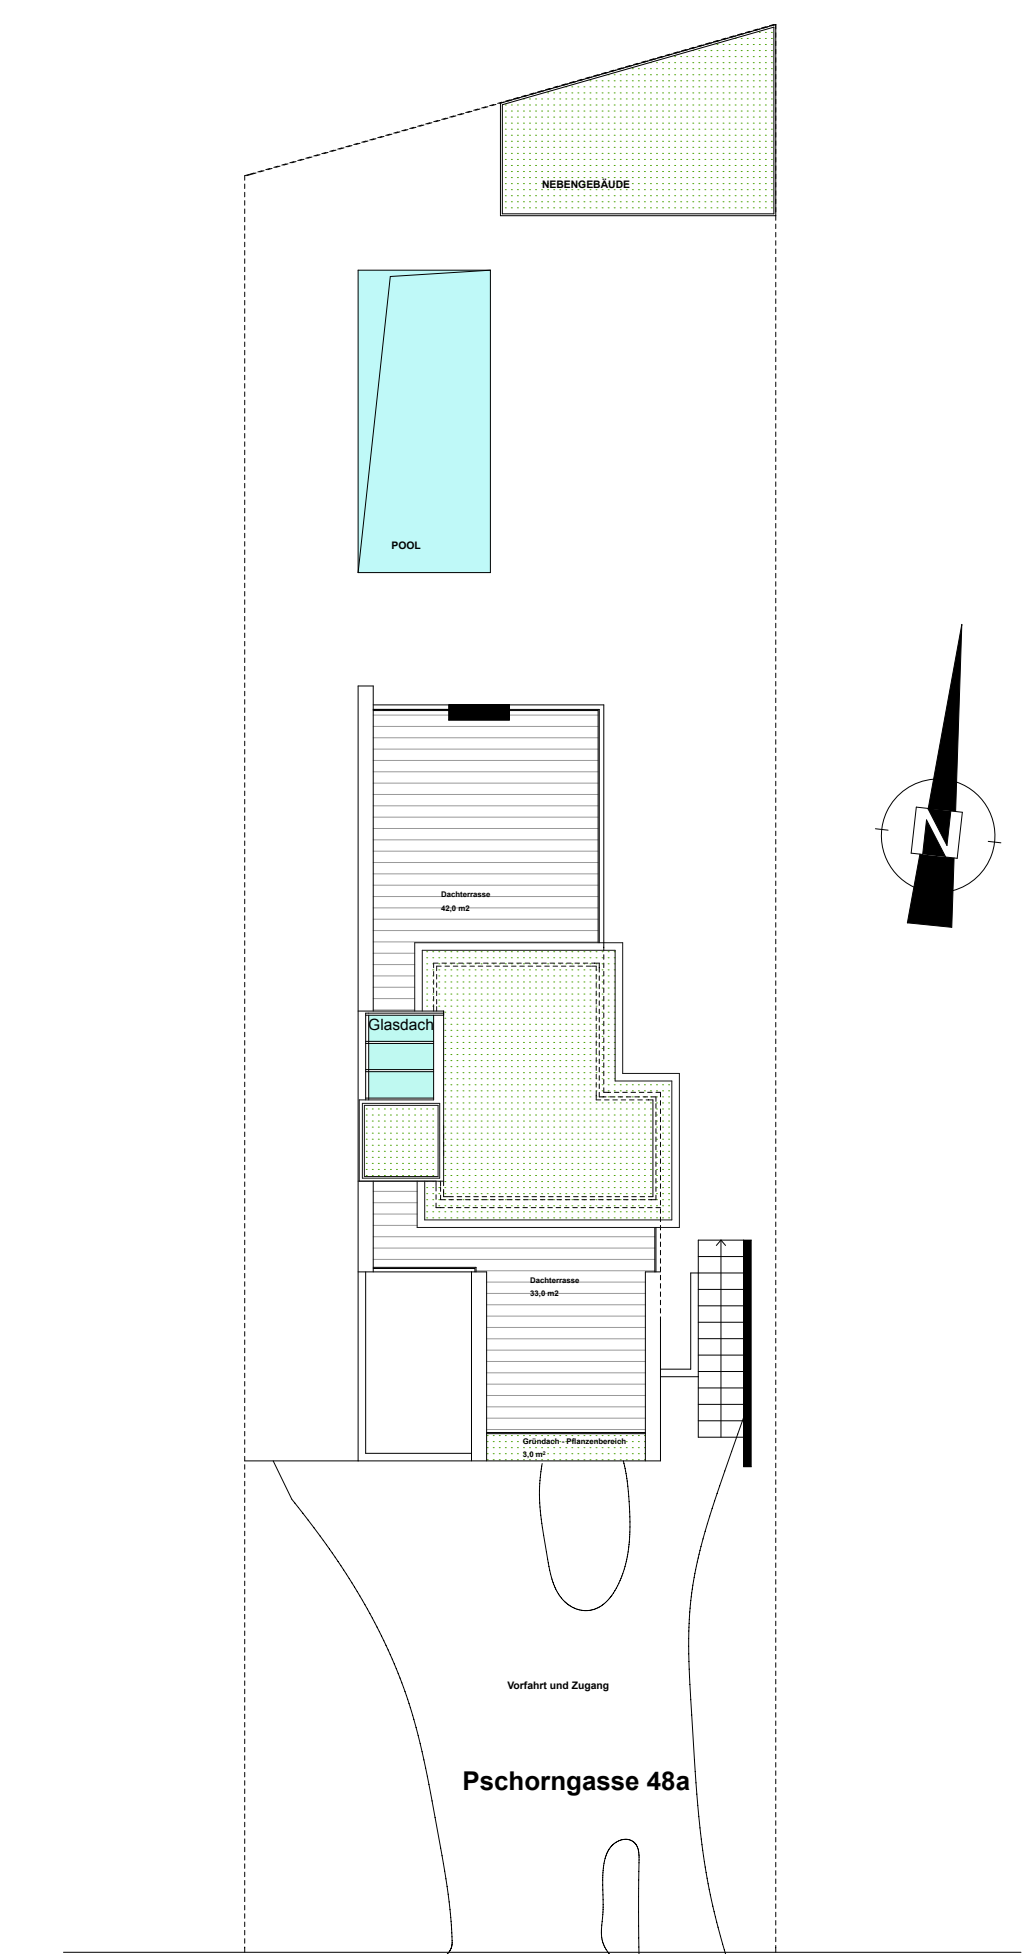 NEBENGEBÄUDE
POOL
N
Dachterrasse
42,0 m2
Glasdach
Dachterrasse
33,0 m2
Gründach - Pflanzenbereich
3,0 m²
Vorfahrt und Zugang
Pschorngasse 48a